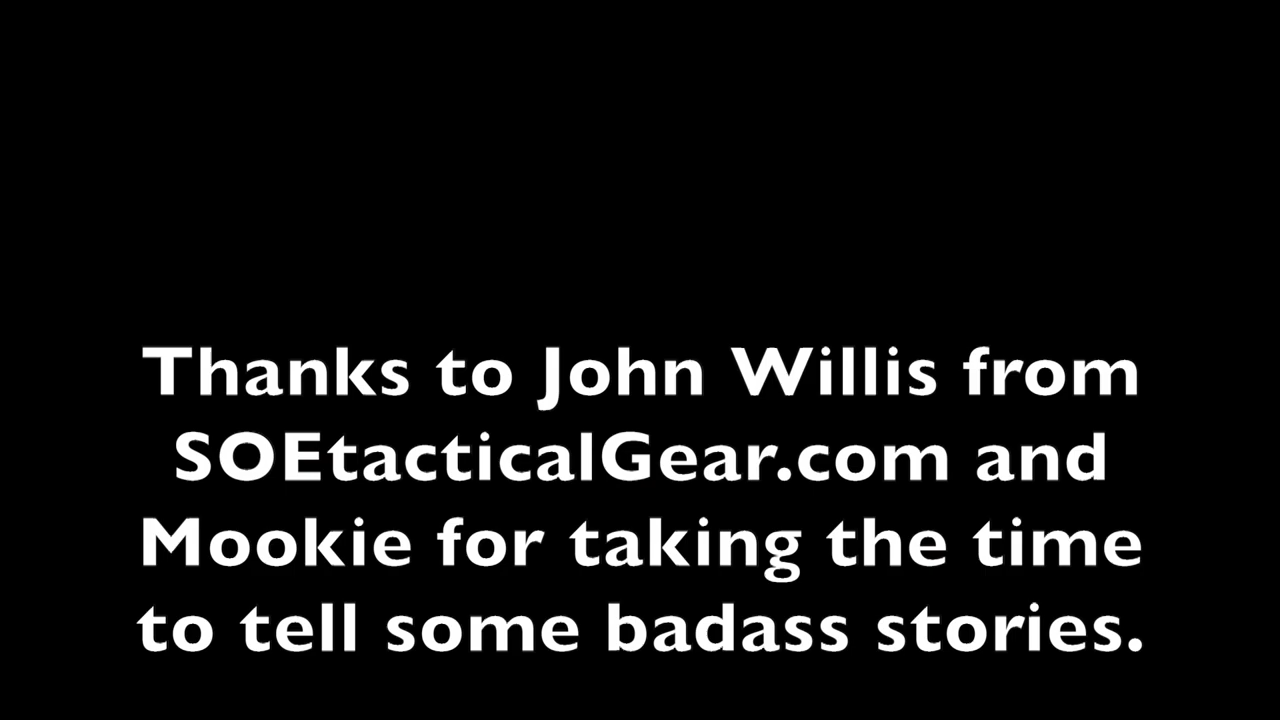 Thanks to John Willis from
SOEtacticalGear.com and
Mookie for taking the time
to tell some badass stories.